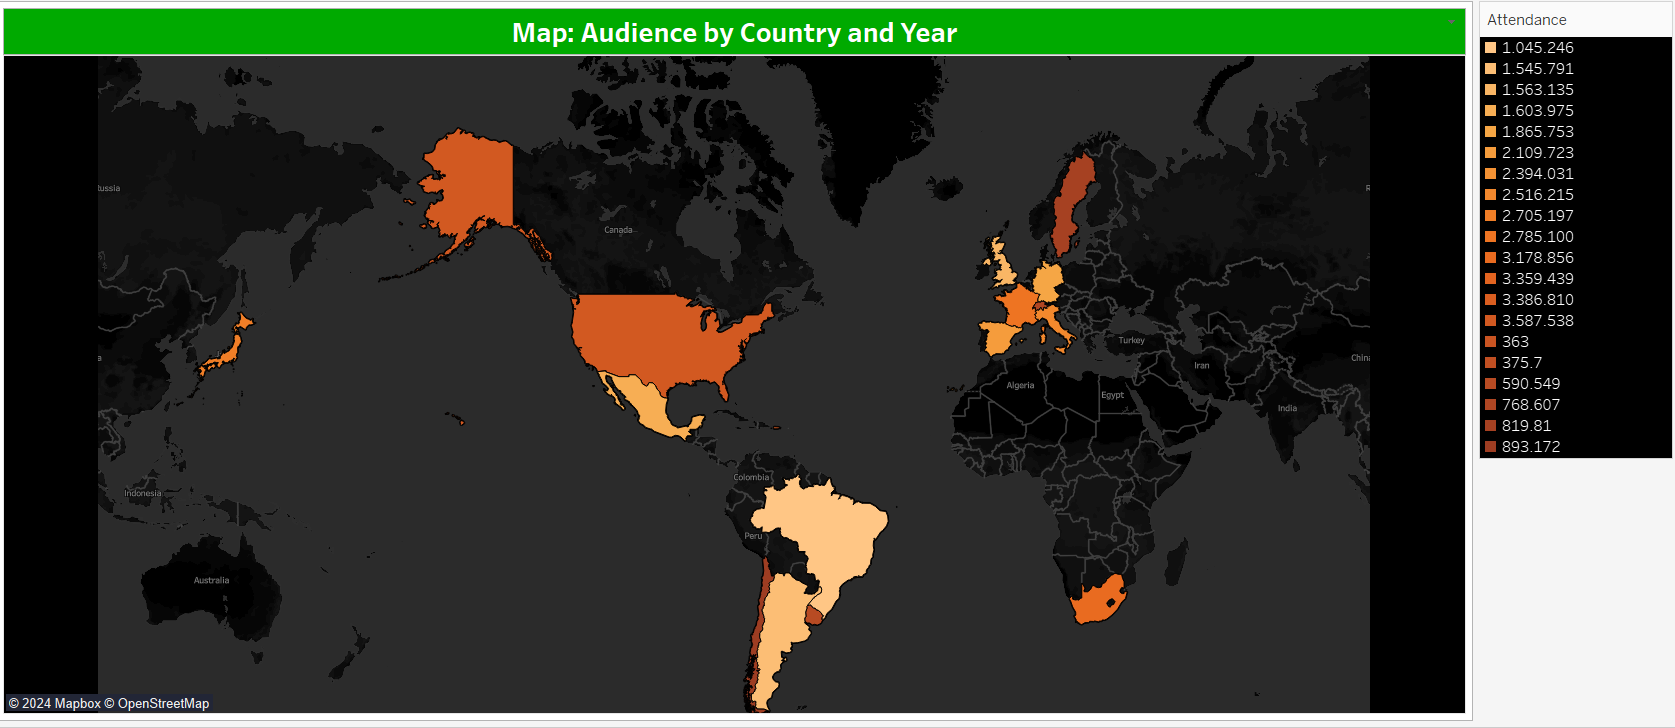 Map: Audience by Country and Year
Attendance
1.045.246
1.545.791
1.563.135
1.603.975
1.865.753
2.109.723
2.394.031
2.516.215
2.705.197
2.785.100
3.178.856
3.359.439
3.386.810
3.587.538
363
375.7
590.549
768.607
819.81
893.172
ussia
R
Canada
Turkey
a
Chin
Iran
Algeria
Egypt
India
Colombia
Indonesia
Peru
Australia
© 2024 Mapbox © OpenStreetMap